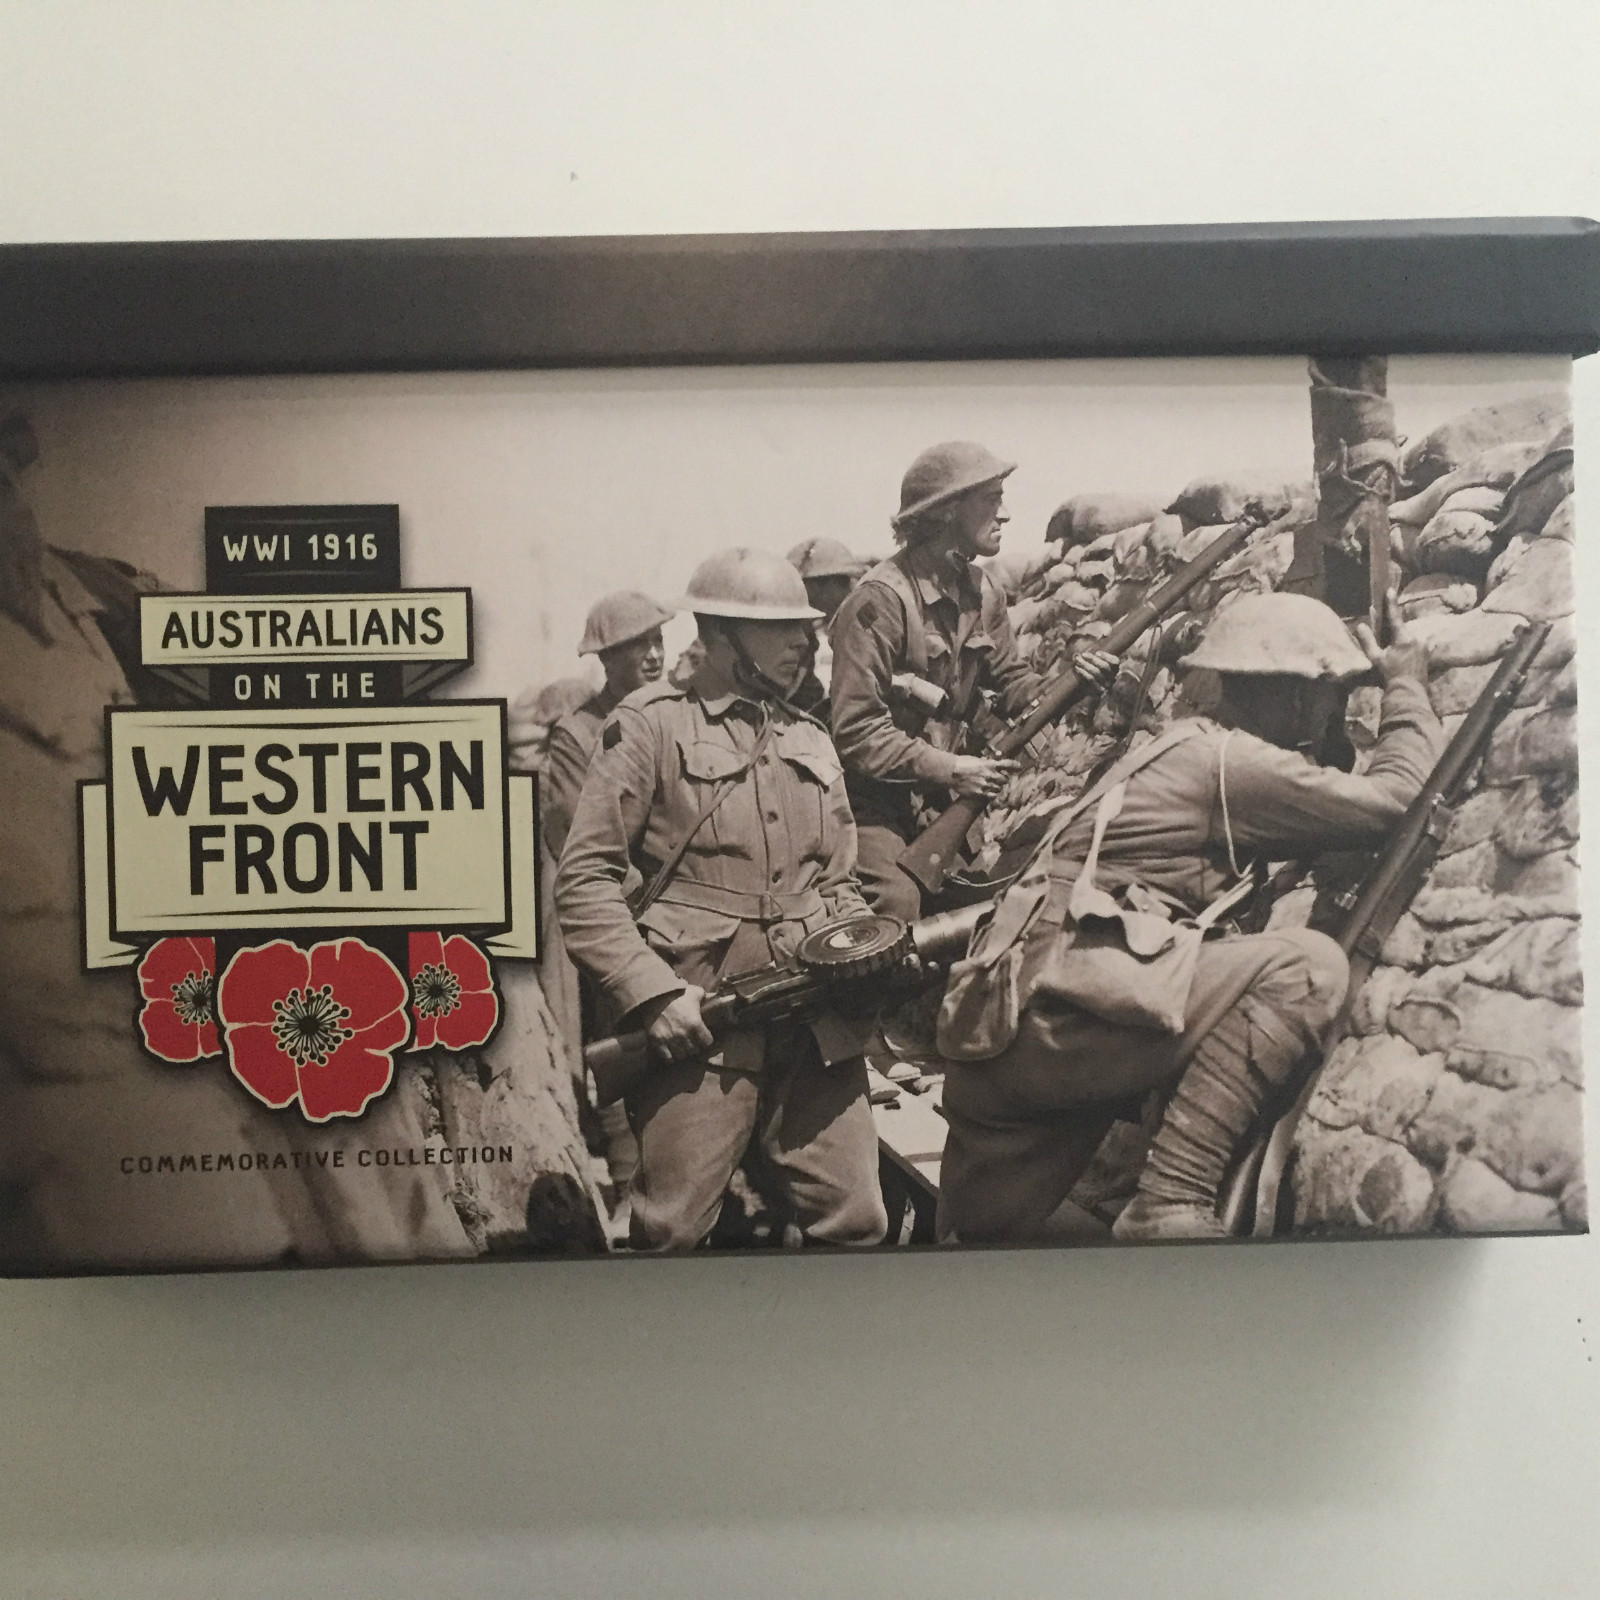 WWI 1916
AUSTRALIANS
ON THE
WESTERN
FRONT
COMMEMORATIVE COLLECTION